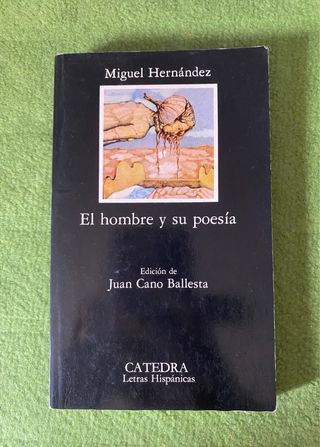 Miguel Hernández
El hombre y su poesía
Edición de
Juan Cano Ballesta
CATEDRA
Letras Hispánicas